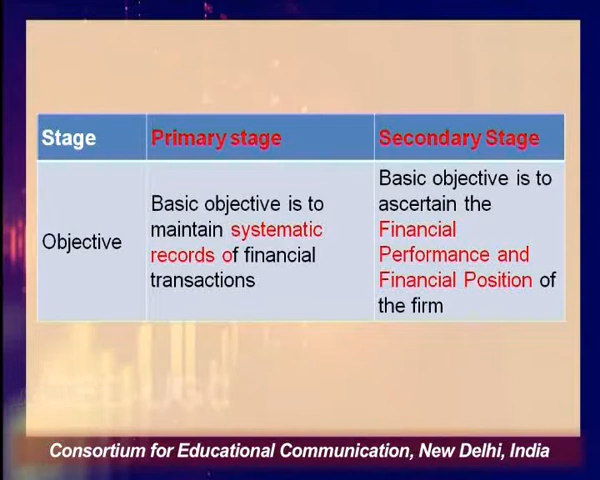 Stage
Primary stage
Secondary Stage
Objective
Basic objective is to
maintain systematic
records of financial
transactions
Basic objective is to
ascertain the
Financial
Performance and
Financial Position of
the firm
Consortium for Educational Communication, New Delhi, India